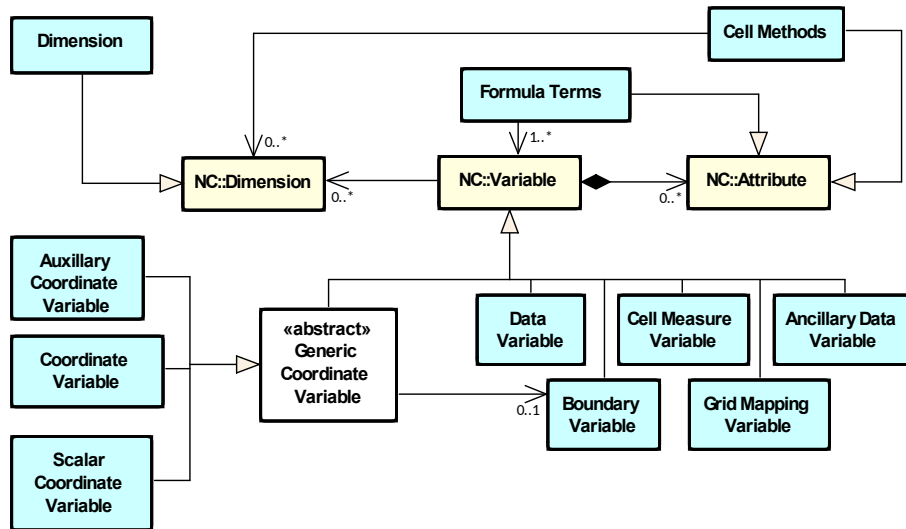 Dimension
Cell Methods
Formula Terms
0..*
1..*
NC::Dimension
NC::Variable
NC::Attribute
0..*
0..*
Auxillary
Coordinate
Variable
Coordinate
Variable
Scalar
Coordinate
Variable
«abstract»
Generic
Coordinate
Variable
Data
Variable
Cell Measure
Variable
Ancillary Data
Variable
0..1
Boundary
Variable
Grid Mapping
Variable